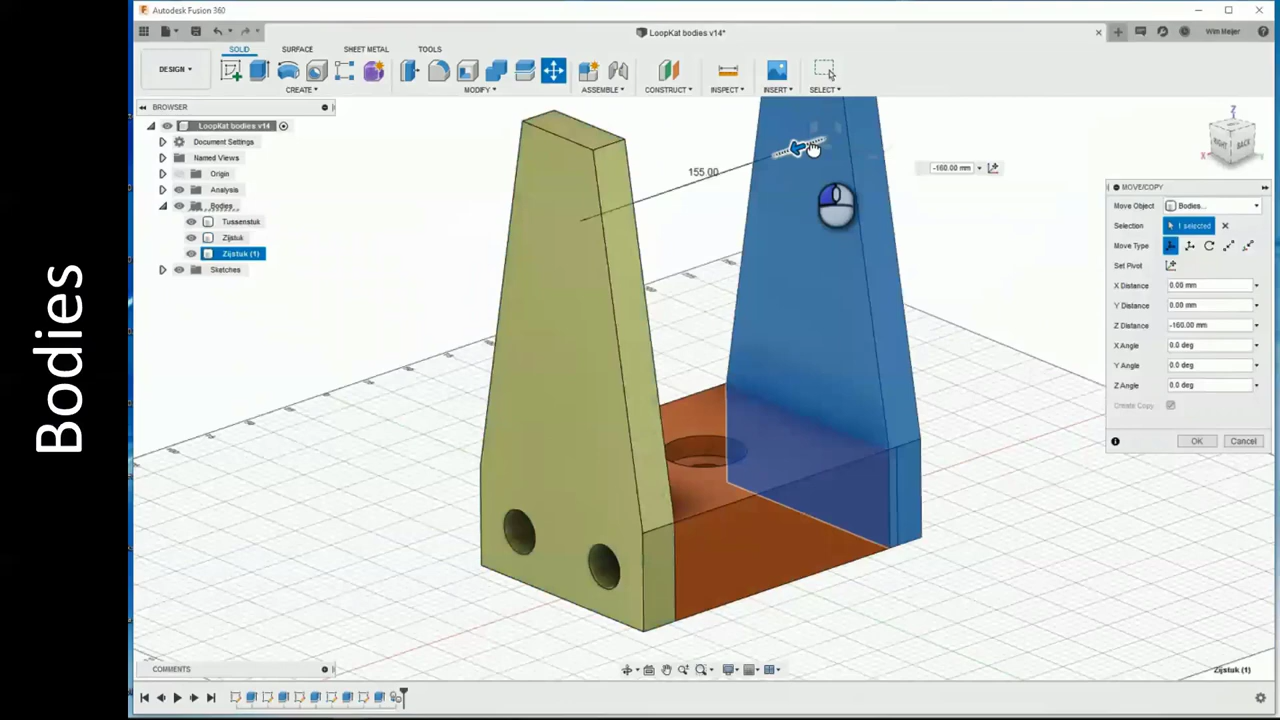 Bodies
Autodesk Fusion 360
LoopKat bodies v14*
Wim Meijer
SOLID SURFACE SHEET METAL TOOLS
DESIGN
CREATE MODIFY ASSEMBLE CONSTRUCT INSPECT INSERT SELECT
BROWSER
LoopKat bodies v14
Document Settings
Named Views
Origin
Analysis
Bodies
Tussenstuk
Zijstuk
Zijstuk (1)
Sketches
155.00
-160.00 mm
Z
X
RIGHT
BACK
MOVE/COPY
Move Object Bodies...
Selection 1 selected
Move Type
Set Pivot
X Distance 0.00 mm
Y Distance 0.00 mm
Z Distance -160.00 mm
X Angle 0.0 deg
Y Angle 0.0 deg
Z Angle 0.0 deg
Create Copy
OK Cancel
COMMENTS
Zijstuk (1)